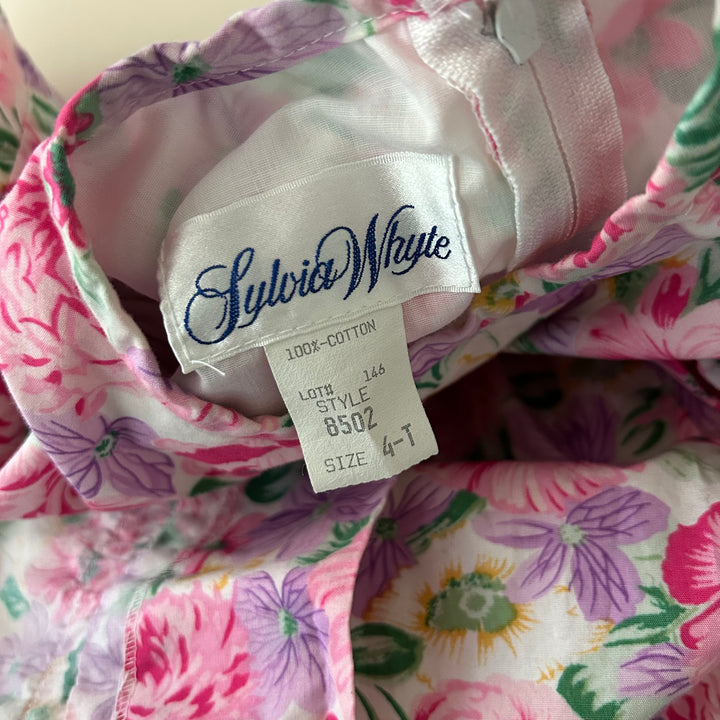 Sylvia Whyte
100%-COTTON
LOT# 146
STYLE
8502
SIZE 4-T